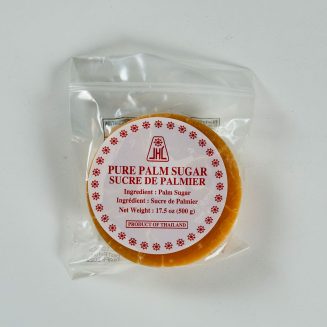 JHC
PURE PALM SUGAR
SUCRE DE PALMIER
Ingredient : Palm Sugar
Ingrédient : Sucre de Palmier
Net Weight : 17.5 oz (500 g)
PRODUCT OF THAILAND